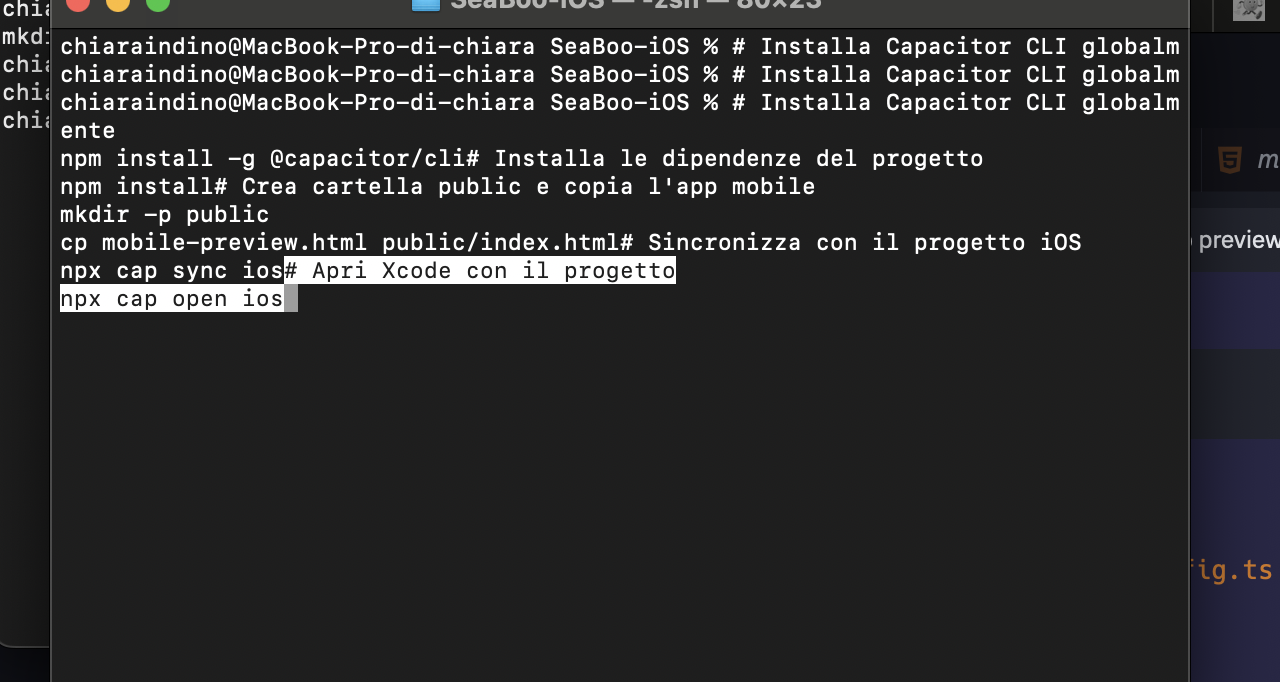 SeaBoo-iOS — -zsh — 80×23
chia
mkdi
chia
chia
chia
chiaraindino@MacBook-Pro-di-chiara SeaBoo-iOS % # Installa Capacitor CLI globalm
chiaraindino@MacBook-Pro-di-chiara SeaBoo-iOS % # Installa Capacitor CLI globalm
chiaraindino@MacBook-Pro-di-chiara SeaBoo-iOS % # Installa Capacitor CLI globalm
ente
npm install -g @capacitor/cli# Installa le dipendenze del progetto
npm install# Crea cartella public e copia l'app mobile
mkdir -p public
cp mobile-preview.html public/index.html# Sincronizza con il progetto iOS
npx cap sync ios# Apri Xcode con il progetto
npx cap open ios
m
preview
fig.ts